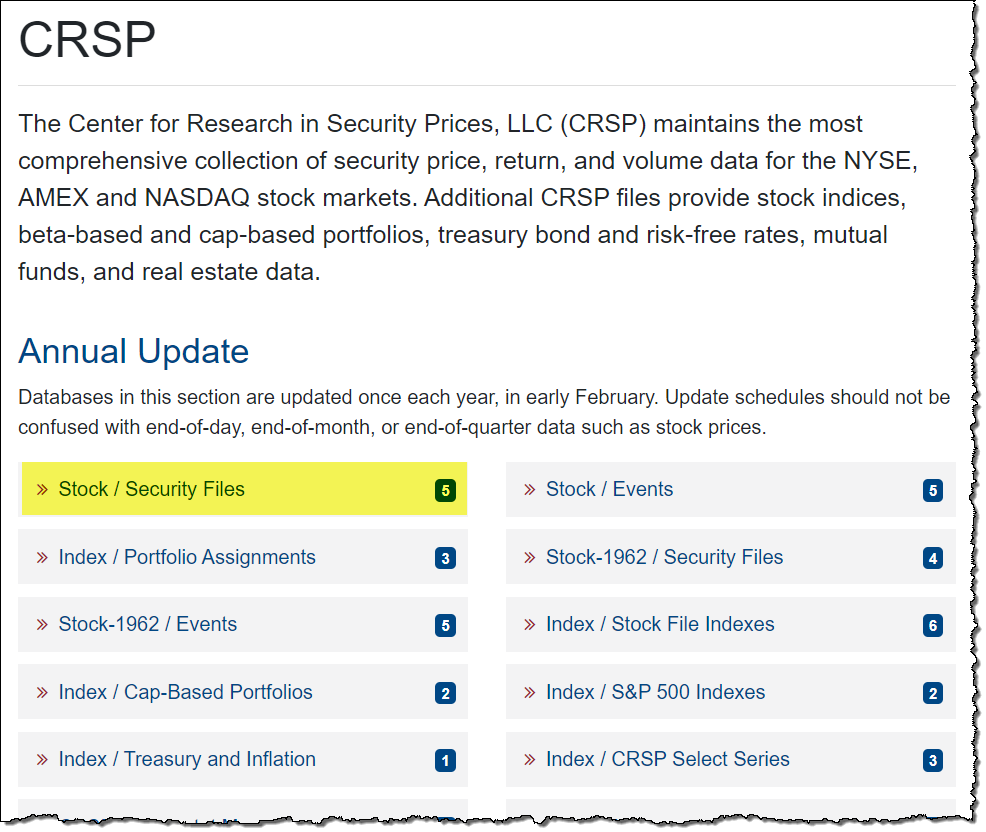 CRSP
The Center for Research in Security Prices, LLC (CRSP) maintains the most
comprehensive collection of security price, return, and volume data for the NYSE,
AMEX and NASDAQ stock markets. Additional CRSP files provide stock indices,
beta-based and cap-based portfolios, treasury bond and risk-free rates, mutual
funds, and real estate data.
Annual Update
Databases in this section are updated once each year, in early February. Update schedules should not be
confused with end-of-day, end-of-month, or end-of-quarter data such as stock prices.
» Stock / Security Files 5
» Stock / Events 5
» Index / Portfolio Assignments 3
» Stock-1962 / Security Files 4
» Stock-1962 / Events 5
» Index / Stock File Indexes 6
» Index / Cap-Based Portfolios 2
» Index / S&P 500 Indexes 2
» Index / Treasury and Inflation 1
» Index / CRSP Select Series 3